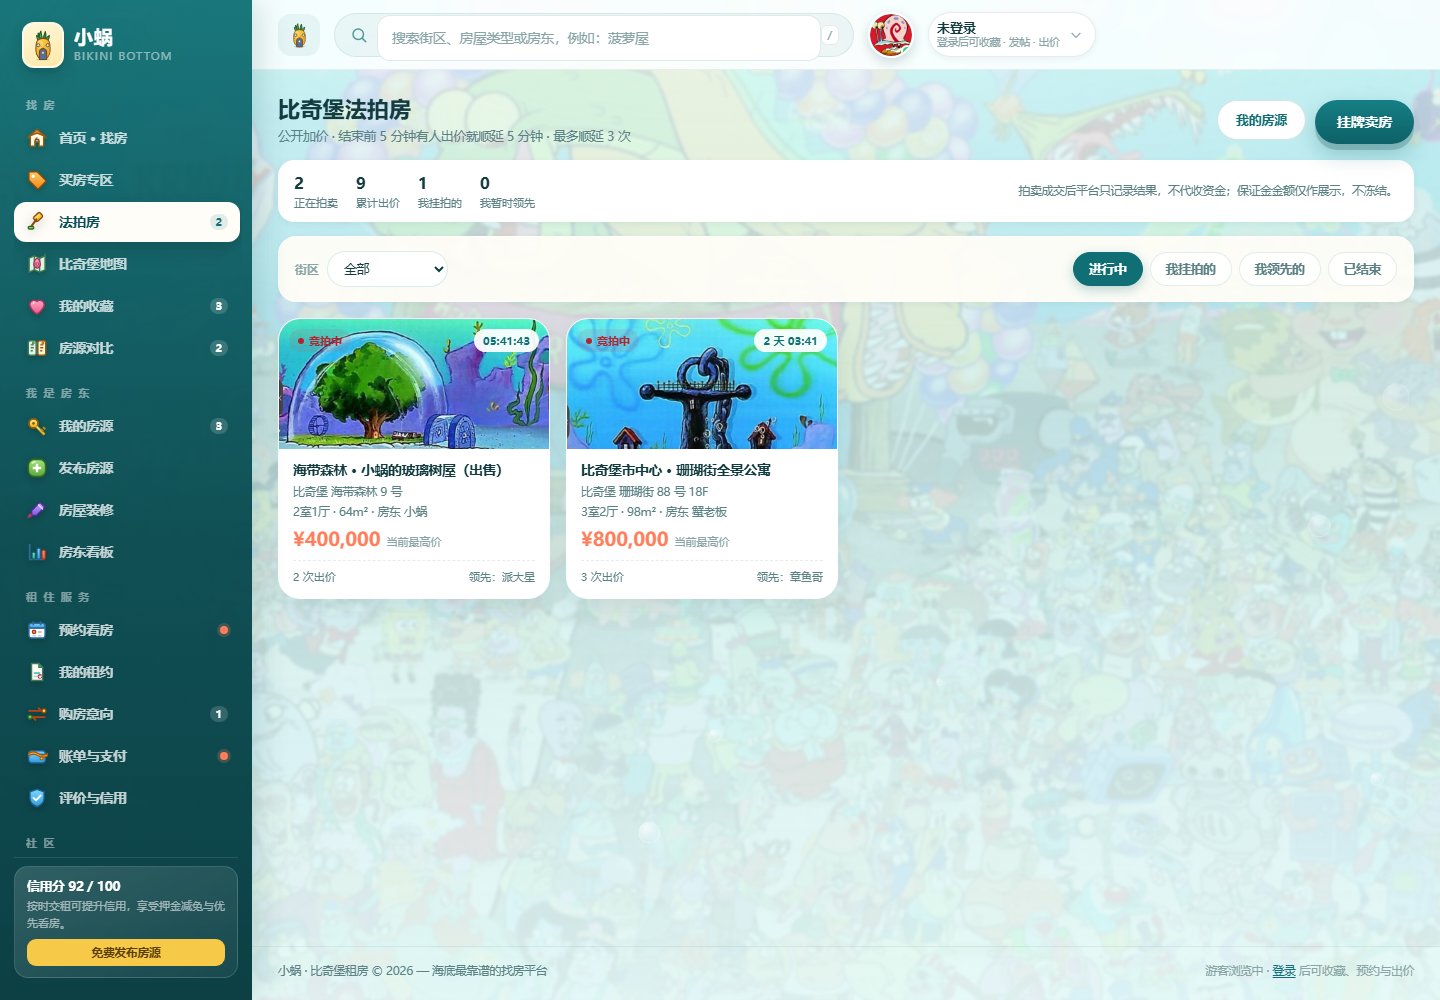 小蜗
BIKINI BOTTOM
找房
首页 • 找房
买房专区
法拍房
2
比奇堡地图
我的收藏
3
房源对比
2
我是房东
我的房源
3
发布房源
房屋装修
房东看板
租住服务
预约看房
我的租约
购房意向
1
账单与支付
评价与信用
社区
信用分 92 / 100
按时交租可提升信用，享受押金减免与优
先看房。
免费发布房源
搜索街区、房屋类型或房东，例如：菠萝屋
/
未登录
登录后可收藏 · 发帖 · 出价
比奇堡法拍房
公开加价 · 结束前 5 分钟有人出价就顺延 5 分钟 · 最多顺延 3 次
我的房源
挂牌卖房
2
正在拍卖
9
累计出价
1
我挂拍的
0
我暂时领先
拍卖成交后平台只记录结果，不代收资金；保证金金额仅作展示，不冻结。
街区
全部
进行中
我挂拍的
我领先的
已结束
竞拍中
05:41:43
海带森林 • 小蜗的玻璃树屋（出售）
比奇堡 海带森林 9 号
2室1厅 · 64m² · 房东 小蜗
¥400,000 当前最高价
2 次出价
领先：派大星
竞拍中
2 天 03:41
比奇堡市中心 • 珊瑚街全景公寓
比奇堡 珊瑚街 88 号 18F
3室2厅 · 98m² · 房东 蟹老板
¥800,000 当前最高价
3 次出价
领先：章鱼哥
小蜗 · 比奇堡租房 © 2026 — 海底最靠谱的找房平台
游客浏览中 · 登录 后可收藏、预约与出价